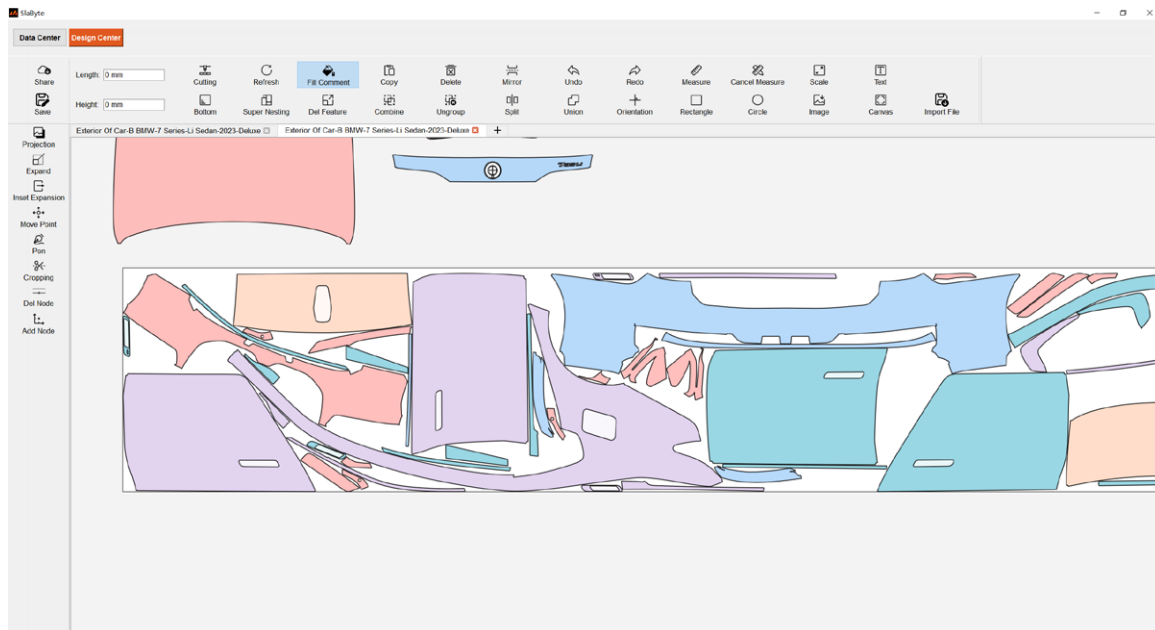 SlaByte
Data Center Design Center
Share Length: 0 mm Cutting Refresh Fill Comment Copy Delete Mirror Undo Redo Measure Cancel Measure Scale Text
Save Height: 0 mm Bottom Super Nesting Del Feature Combine Ungroup Split Union Orientation Rectangle Circle Image Canvas Import File
Exterior Of Car-B BMW-7 Series-Li Sedan-2023-Deluxe Exterior Of Car-B BMW-7 Series-Li Sedan-2023-Deluxe
Projection
Expand
Inset Expansion
Move Point
Pen
Cropping
Del Node
Add Node